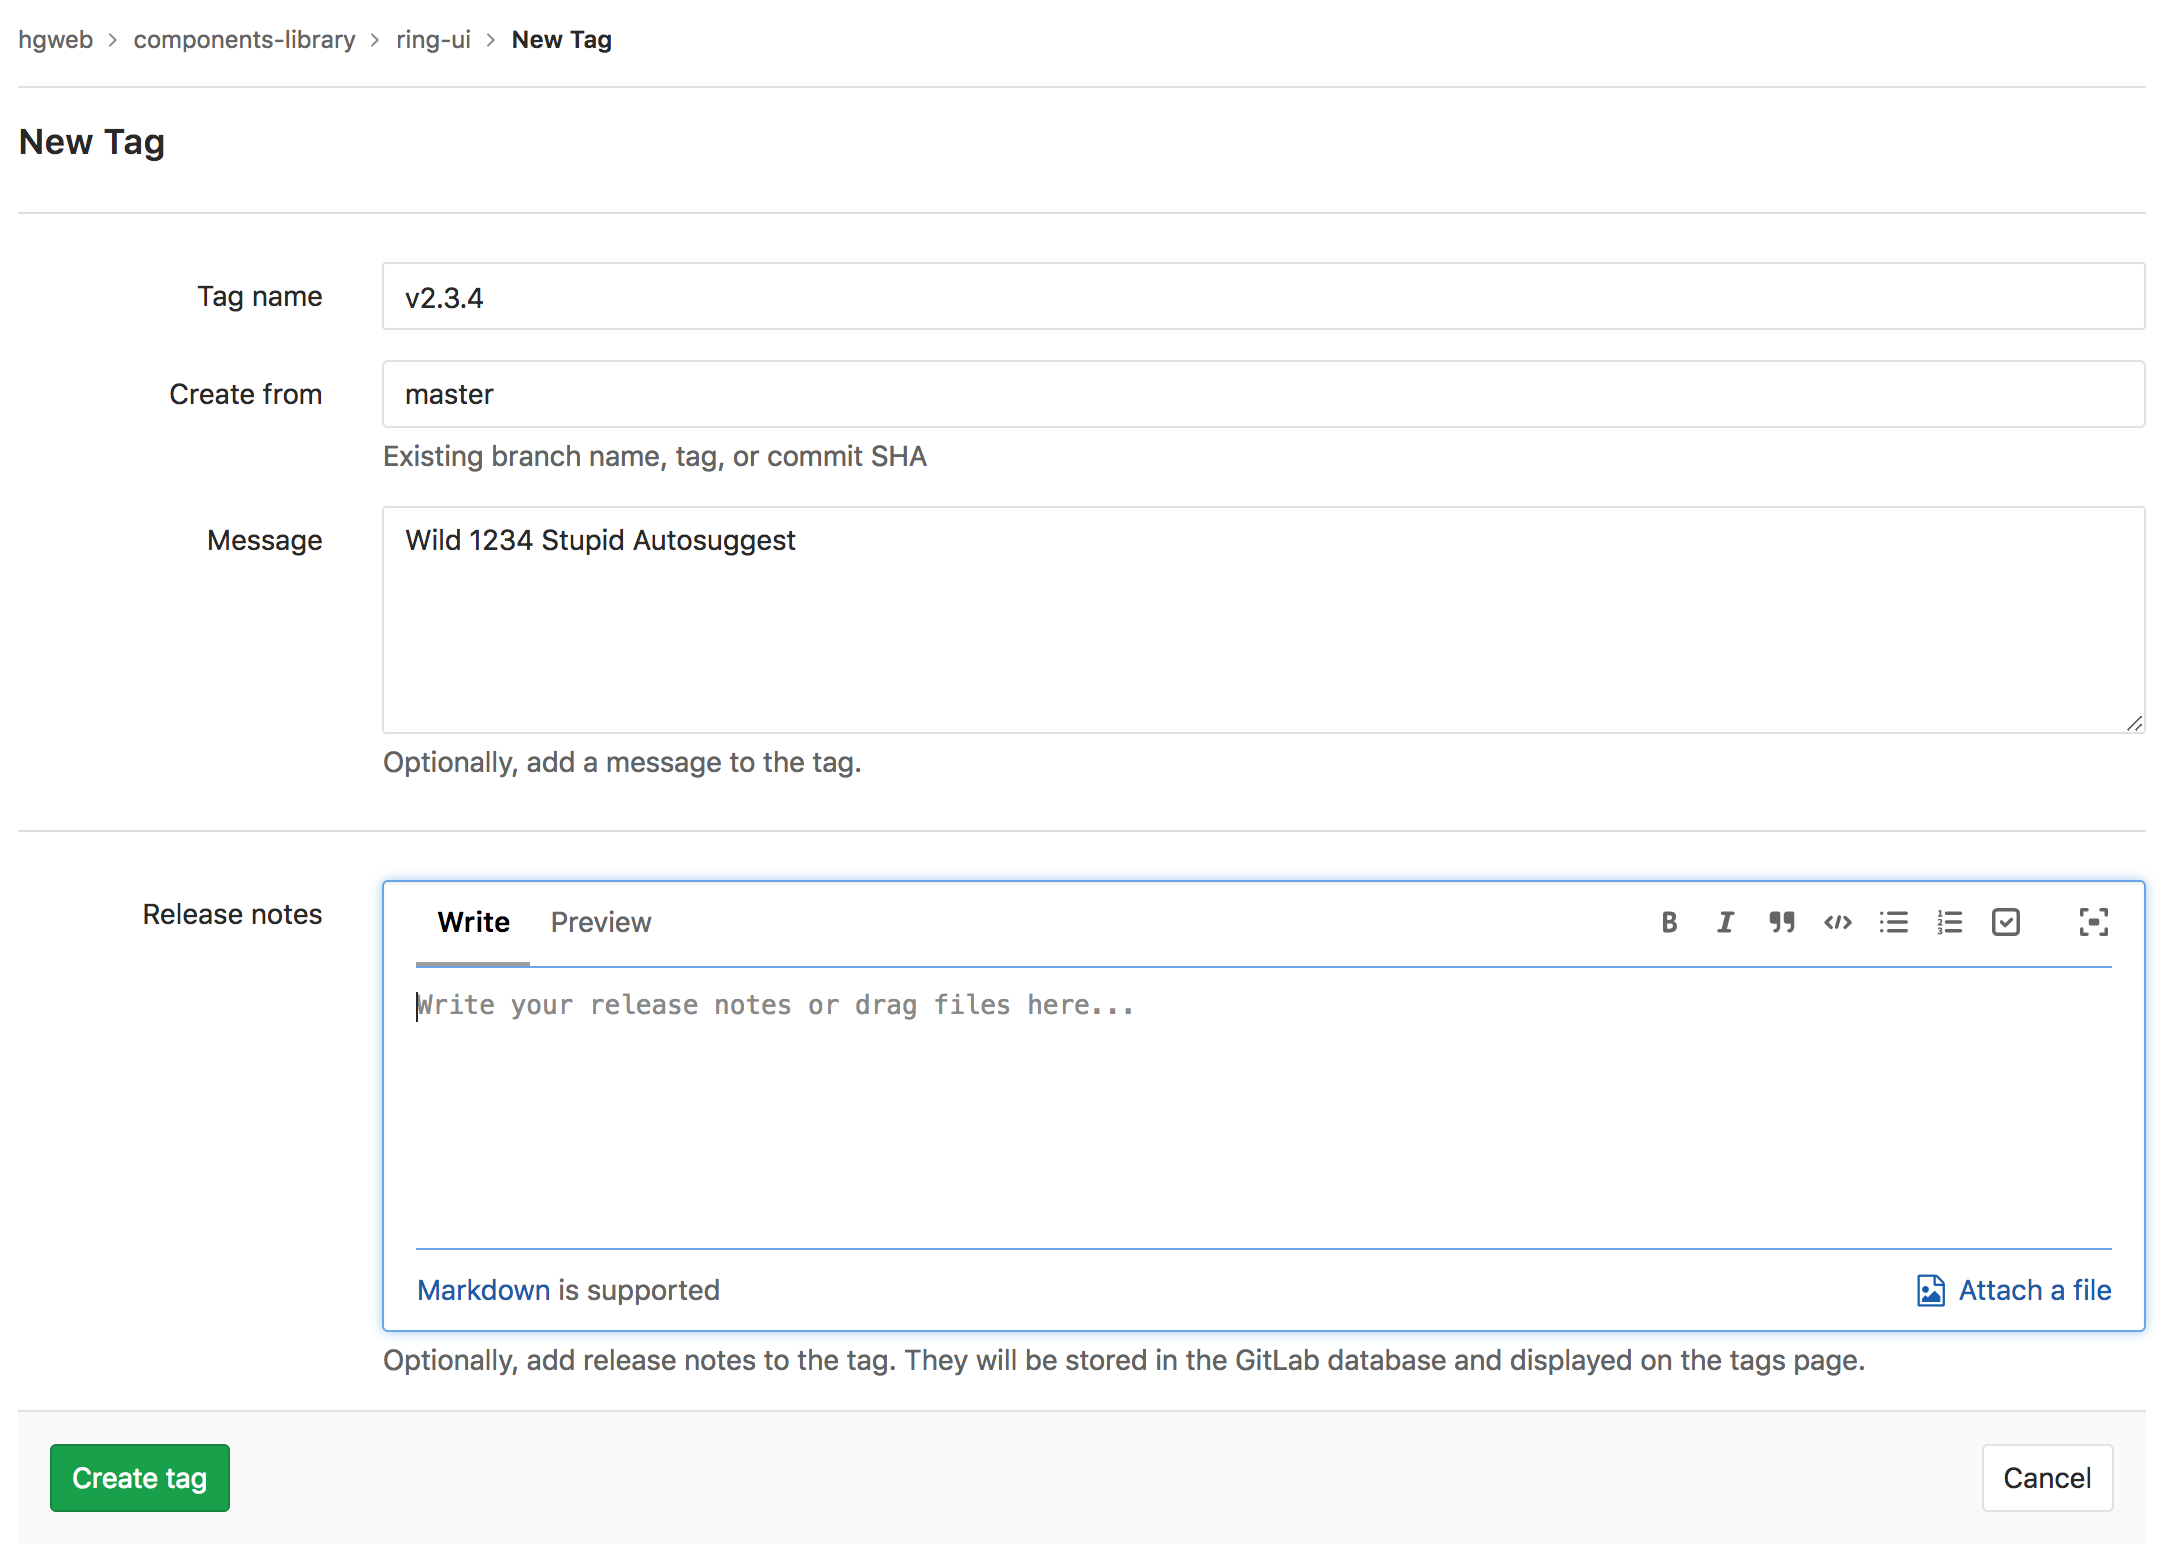 hgweb > components-library > ring-ui > New Tag
New Tag
Tag name
v2.3.4
Create from
master
Existing branch name, tag, or commit SHA
Message
Wild 1234 Stupid Autosuggest
Optionally, add a message to the tag.
Release notes
Write Preview
Write your release notes or drag files here...
Markdown is supported
Attach a file
Optionally, add release notes to the tag. They will be stored in the GitLab database and displayed on the tags page.
Create tag
Cancel